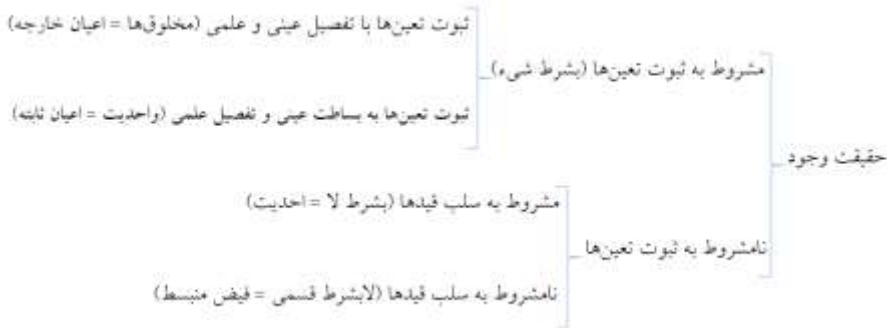 ثبوت تعین‌ها با تفصیل عینی و علمی (مخلوق‌ها = اعیان خارجه)
مشروط به ثبوت تعین‌ها (بشرط شیء)
ثبوت تعین‌ها به بساطت عینی و تفصیل علمی (واحدیت = اعیان ثابته)
حقیقت وجود
مشروط به سلب قیدها (بشرط لا = احدیت)
نامشروط به ثبوت تعین‌ها
نامشروط به سلب قیدها (لابشرط قسمی = فیض منبسط)